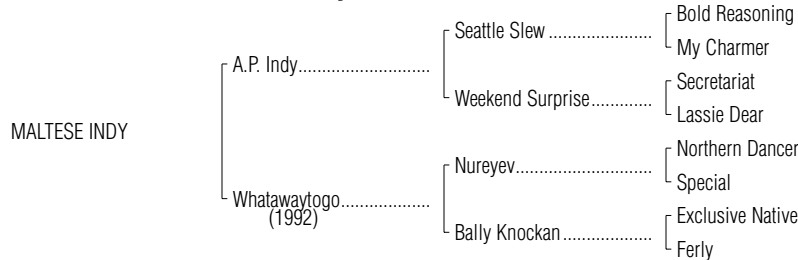 Bold Reasoning
Seattle Slew ....................
My Charmer
A.P. Indy..........................
Secretariat
Weekend Surprise............
Lassie Dear
MALTESE INDY
Northern Dancer
Nureyev...........................
Special
Whatawaytogo.................
(1992)
Exclusive Native
Bally Knockan .................
Ferly